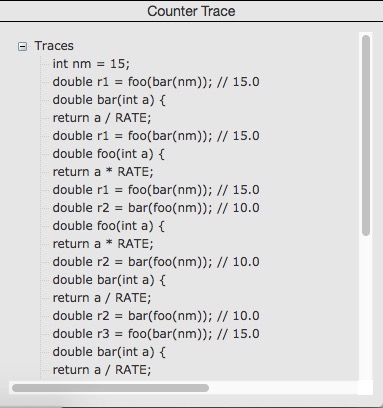 Counter Trace
Traces
int nm = 15;
double r1 = foo(bar(nm)); // 15.0
double bar(int a) {
return a / RATE;
double r1 = foo(bar(nm)); // 15.0
double foo(int a) {
return a * RATE;
double r1 = foo(bar(nm)); // 15.0
double r2 = bar(foo(nm)); // 10.0
double foo(int a) {
return a * RATE;
double r2 = bar(foo(nm)); // 10.0
double bar(int a) {
return a / RATE;
double r2 = bar(foo(nm)); // 10.0
double r3 = foo(bar(nm)); // 15.0
double bar(int a) {
return a / RATE;